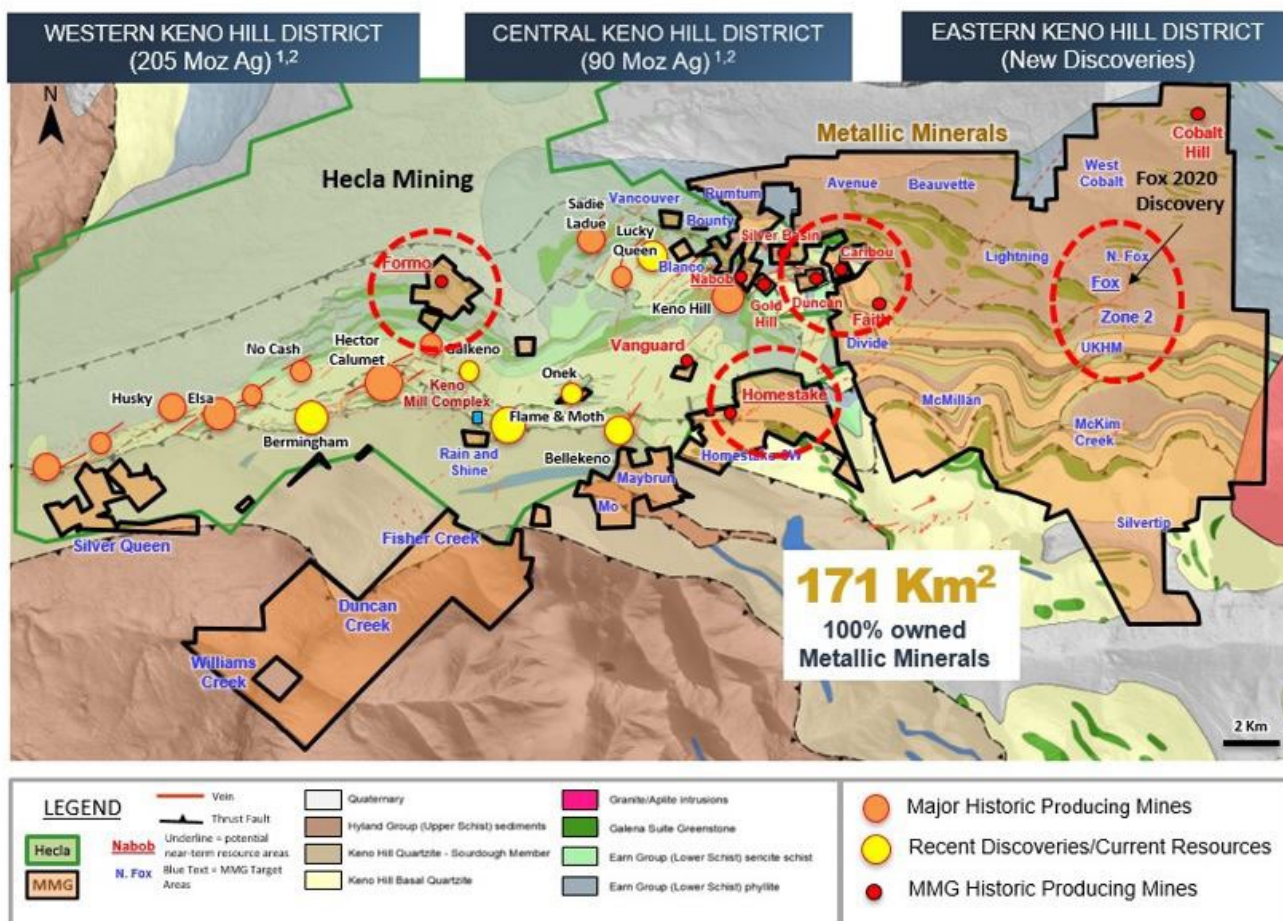 WESTERN KENO HILL DISTRICT
(205 Moz Ag) 1,2
CENTRAL KENO HILL DISTRICT
(90 Moz Ag) 1,2
EASTERN KENO HILL DISTRICT
(New Discoveries)
N
Hecla Mining
Metallic Minerals
Cobalt
Hill
West
Cobalt
Fox 2020
Discovery
Avenue
Beauvette
Rumtum
Vancouver
Bounty
Sadie
Ladue
Lucky
Queen
Blanco
Silver Basin
Caribou
Lightning
N. Fox
Fox
Zone 2
UKHM
Formo
Nabob
Duncan
Keno Hill
Gold
Hill
Faith
Divide
Hector
Calumet
Galkeno
No Cash
Vanguard
Onek
Husky
Elsa
Keno
Mill Complex
Homestake
McMillan
McKim
Creek
Bermingham
Flame & Moth
Rain and
Shine
Bellekeno
Homestake SW
Maybrun
Mo
Silvertip
Silver Queen
Fisher Creek
Duncan
Creek
Williams
Creek
171 Km²
100% owned
Metallic Minerals
2 Km
LEGEND
Hecla
MMG
Vein
Thrust Fault
Nabob
Underline = potential
near-term resource areas
N. Fox
Blue Text = MMG Target
Areas
Quaternary
Hyland Group (Upper Schist) sediments
Keno Hill Quartzite - Sourdough Member
Keno Hill Basal Quartzite
Granite/Aplite intrusions
Galena Suite Greenstone
Earn Group (Lower Schist) sericite schist
Earn Group (Lower Schist) phyllite
Major Historic Producing Mines
Recent Discoveries/Current Resources
MMG Historic Producing Mines